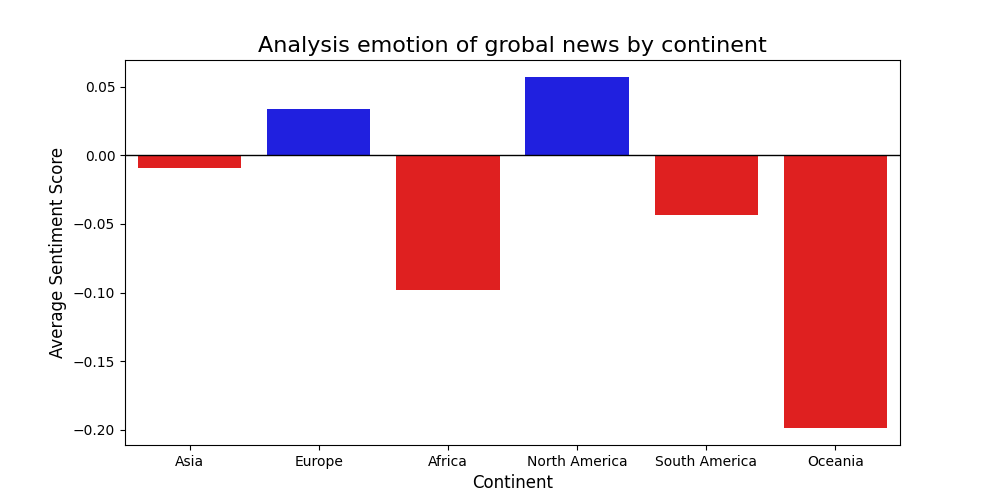 Analysis emotion of grobal news by continent
Average Sentiment Score
0.05
0.00
−0.05
−0.10
−0.15
−0.20
Asia Europe Africa North America South America Oceania
Continent